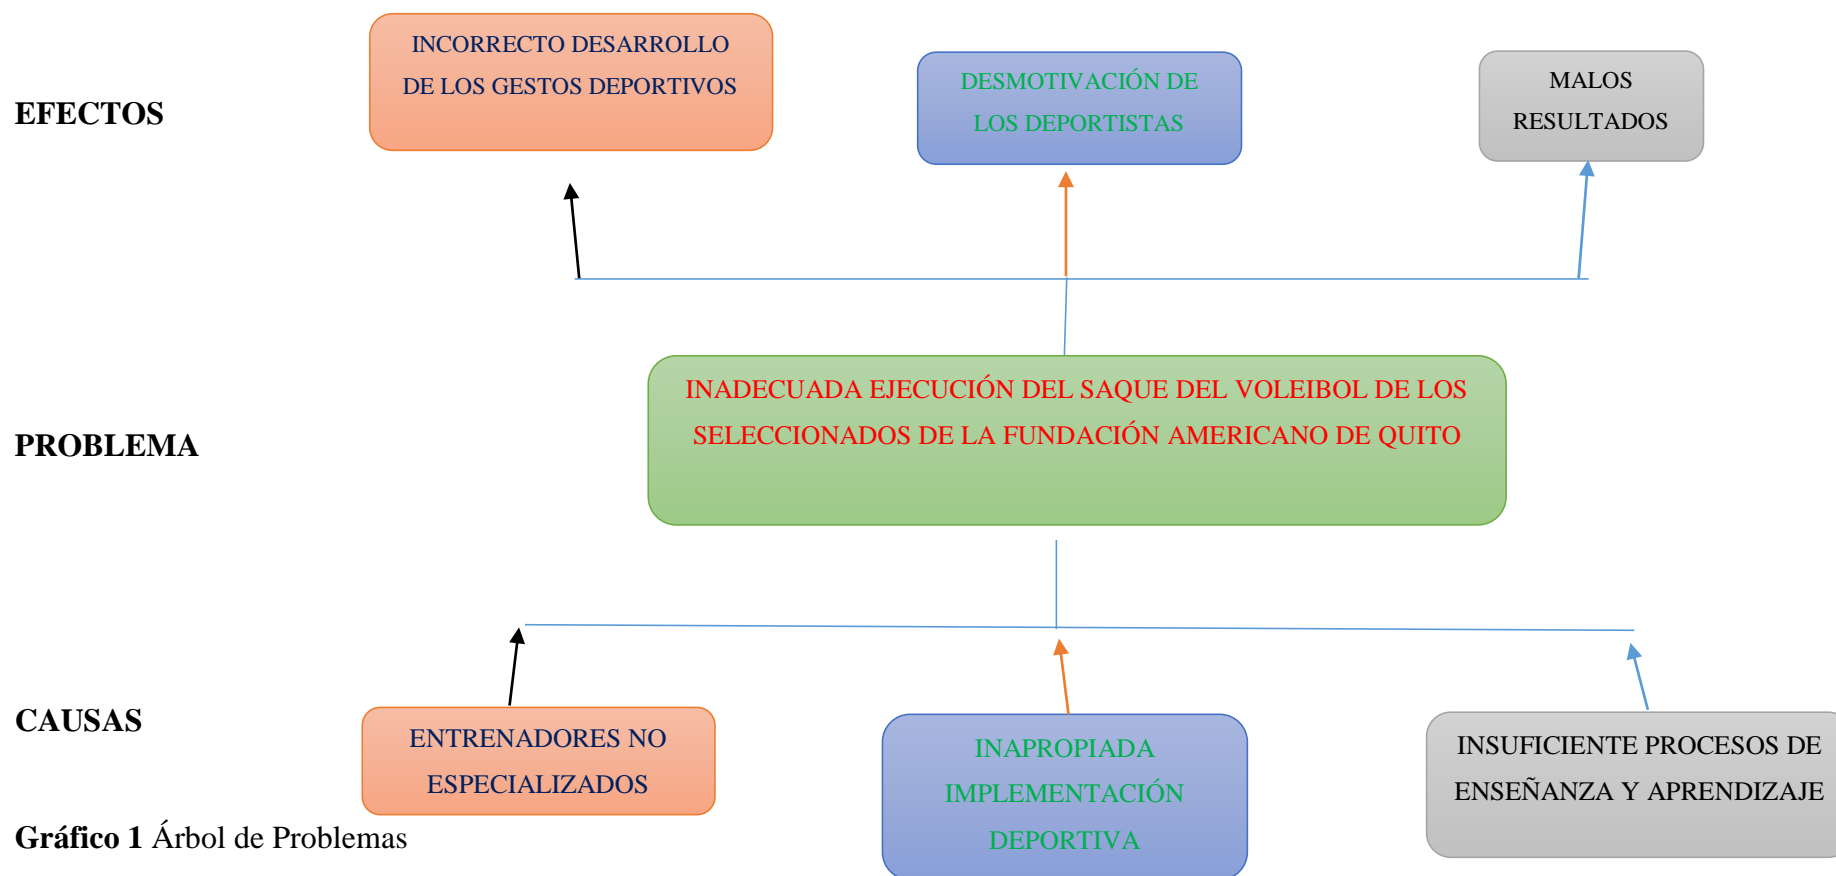 EFECTOS
INCORRECTO DESARROLLO
DE LOS GESTOS DEPORTIVOS
DESMOTIVACIÓN DE
LOS DEPORTISTAS
MALOS
RESULTADOS
PROBLEMA
INADECUADA EJECUCIÓN DEL SAQUE DEL VOLEIBOL DE LOS
SELECCIONADOS DE LA FUNDACIÓN AMERICANO DE QUITO
CAUSAS
ENTRENADORES NO
ESPECIALIZADOS
INAPROPIADA
IMPLEMENTACIÓN
DEPORTIVA
INSUFICIENTE PROCESOS DE
ENSEÑANZA Y APRENDIZAJE
Gráfico 1 Árbol de Problemas